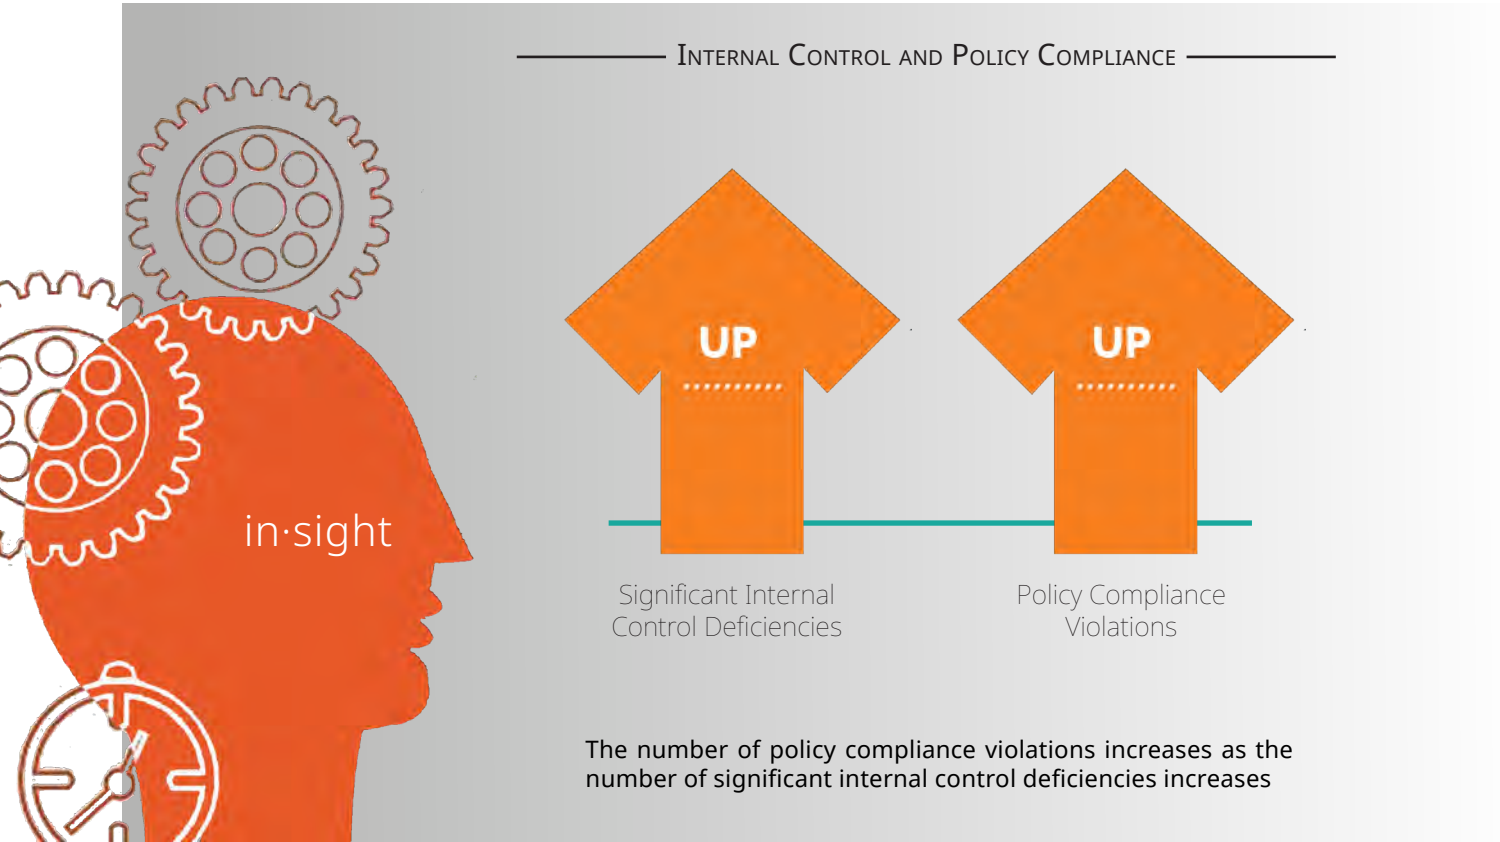 Internal Control and Policy Compliance
UP
UP
in·sight
Significant Internal
Control Deficiencies
Policy Compliance
Violations
The number of policy compliance violations increases as the
number of significant internal control deficiencies increases